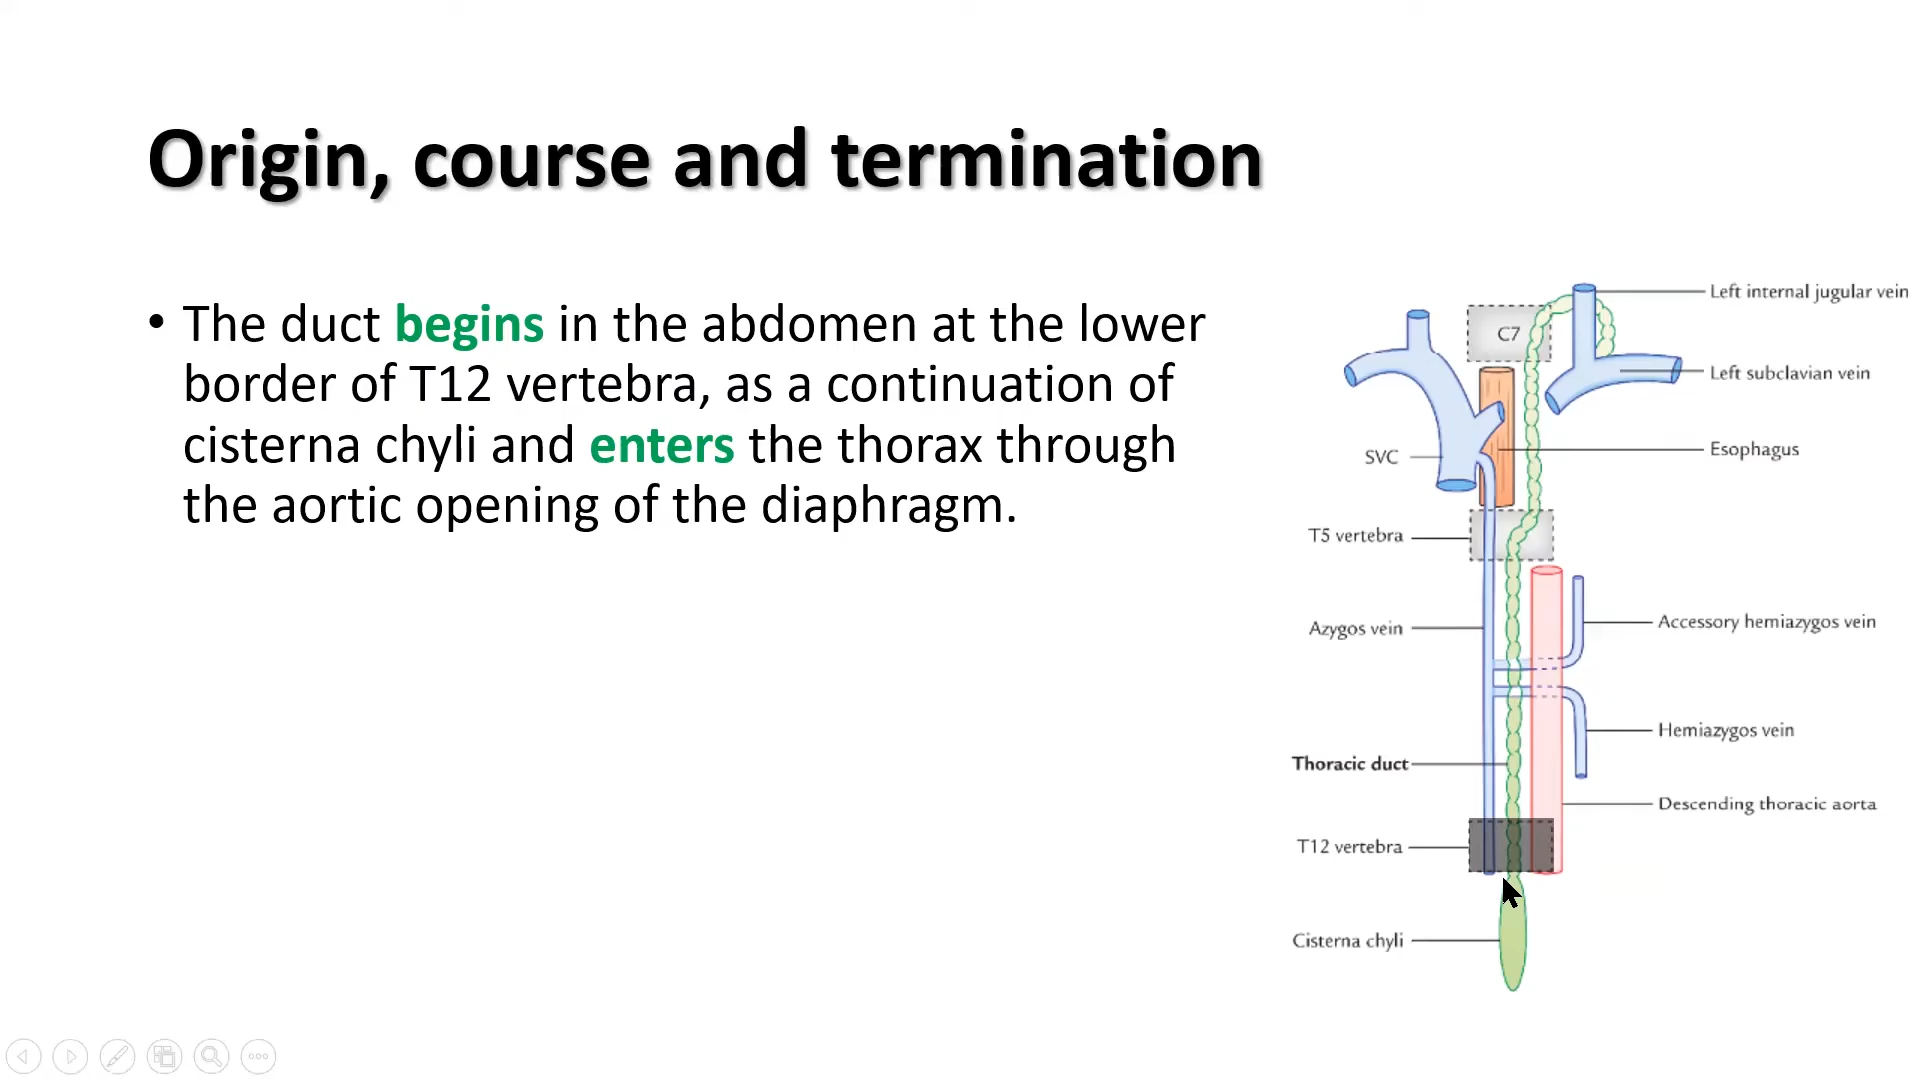 Origin, course and termination
• The duct begins in the abdomen at the lower
border of T12 vertebra, as a continuation of
cisterna chyli and enters the thorax through
the aortic opening of the diaphragm.
Left internal jugular vein
C7
Left subclavian vein
Esophagus
SVC
T5 vertebra
Accessory hemiazygos vein
Azygos vein
Hemiazygos vein
Thoracic duct
Descending thoracic aorta
T12 vertebra
Cisterna chyli